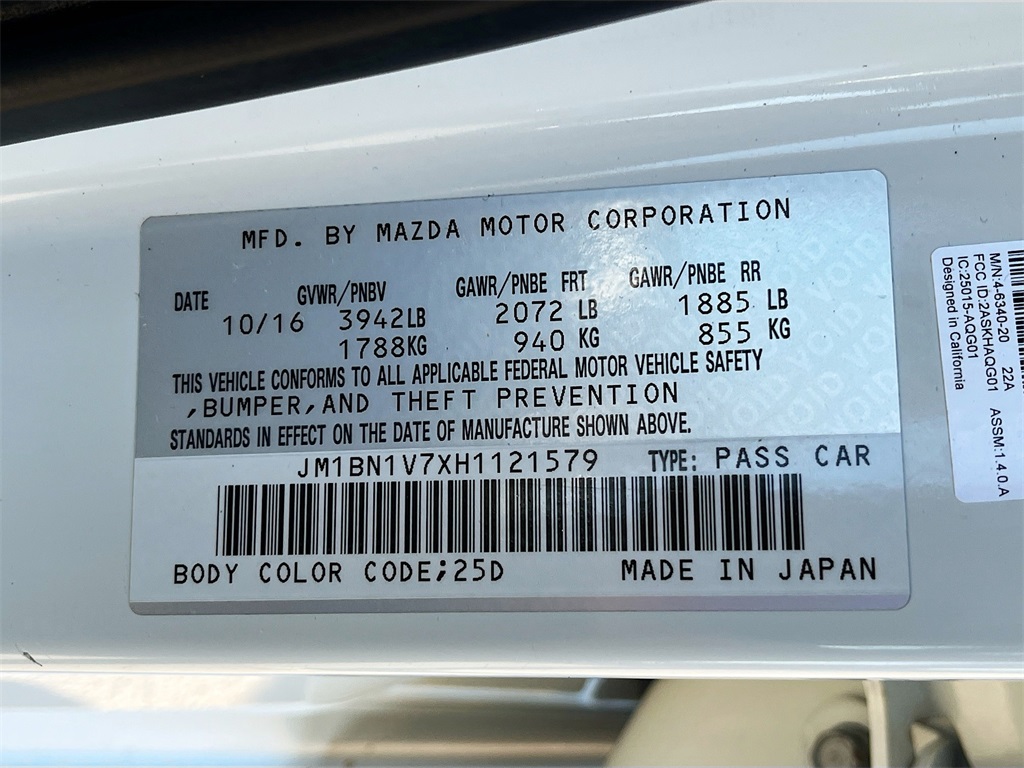 MFD. BY MAZDA MOTOR CORPORATION
DATE GVWR/PNBV GAWR/PNBE FRT GAWR/PNBE RR
10/16 3942LB 2072 LB 1885 LB
1788KG 940 KG 855 KG
THIS VEHICLE CONFORMS TO ALL APPLICABLE FEDERAL MOTOR VEHICLE SAFETY
,BUMPER,AND THEFT PREVENTION
STANDARDS IN EFFECT ON THE DATE OF MANUFACTURE SHOWN ABOVE.
JM1BN1V7XH1121579 TYPE: PASS CAR
BODY COLOR CODE;25D MADE IN JAPAN
M/N:4-6340-20 22A ASSM:1.4.0.A
FCC ID:2ASKHAQG01
IC:25015-AQG01
Designed in California